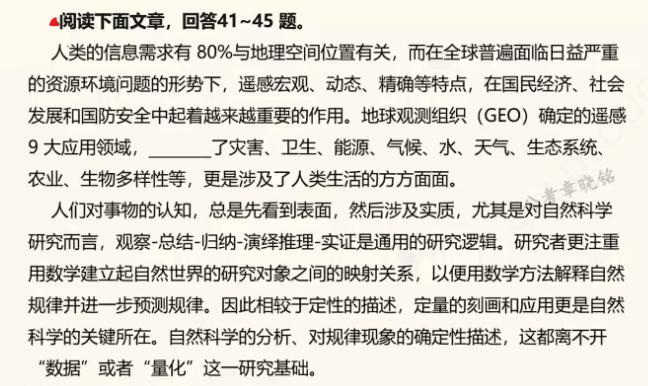 阅读下面文章，回答41~45 题。
人类的信息需求有 80%与地理空间位置有关，而在全球普遍面临日益严重
的资源环境问题的形势下，遥感宏观、动态、精确等特点，在国民经济、社会
发展和国防安全中起着越来越重要的作用。地球观测组织（GEO）确定的遥感
9 大应用领域，_______了灾害、卫生、能源、气候、水、天气、生态系统、
农业、生物多样性等，更是涉及了人类生活的方方面面。
人们对事物的认知，总是先看到表面，然后涉及实质，尤其是对自然科学
研究而言，观察-总结-归纳-演绎推理-实证是通用的研究逻辑。研究者更注重
用数学建立起自然世界的研究对象之间的映射关系，以便用数学方法解释自然
规律并进一步预测规律。因此相较于定性的描述，定量的刻画和应用更是自然
科学的关键所在。自然科学的分析、对规律现象的确定性描述，这都离不开
“数据”或者“量化”这一研究基础。
公考章晓铭